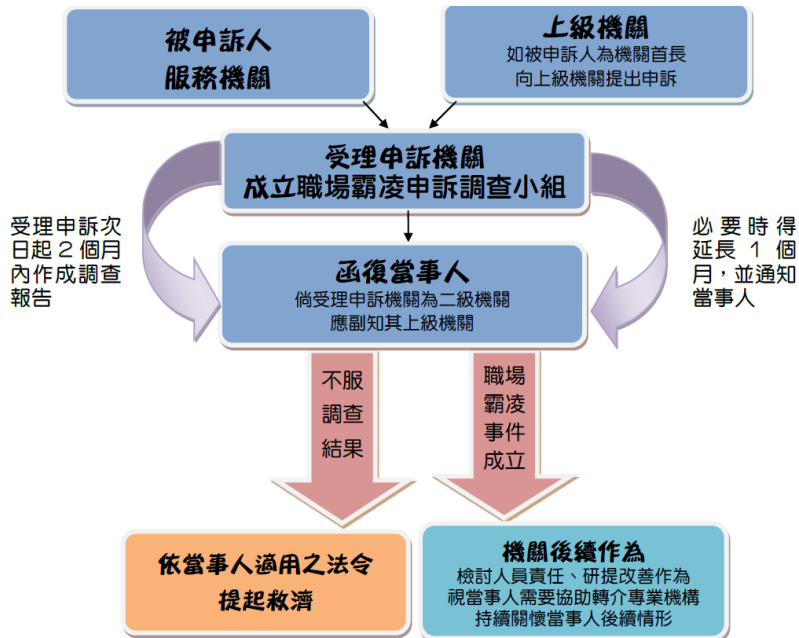 被申訴人
服務機關
上級機關
如被申訴人為機關首長
向上級機關提出申訴
受理申訴機關
成立職場霸凌申訴調查小組
受理申訴次
日起2個月
內作成調查
報告
必要時得
延長1個
月，並通知
當事人
函復當事人
倘受理申訴機關為二級機關
應副知其上級機關
不服
調查
結果
職場
霸凌
事件
成立
依當事人適用之法令
提起救濟
機關後續作為
檢討人員責任、研提改善作為
視當事人需要協助轉介專業機構
持續關懷當事人後續情形